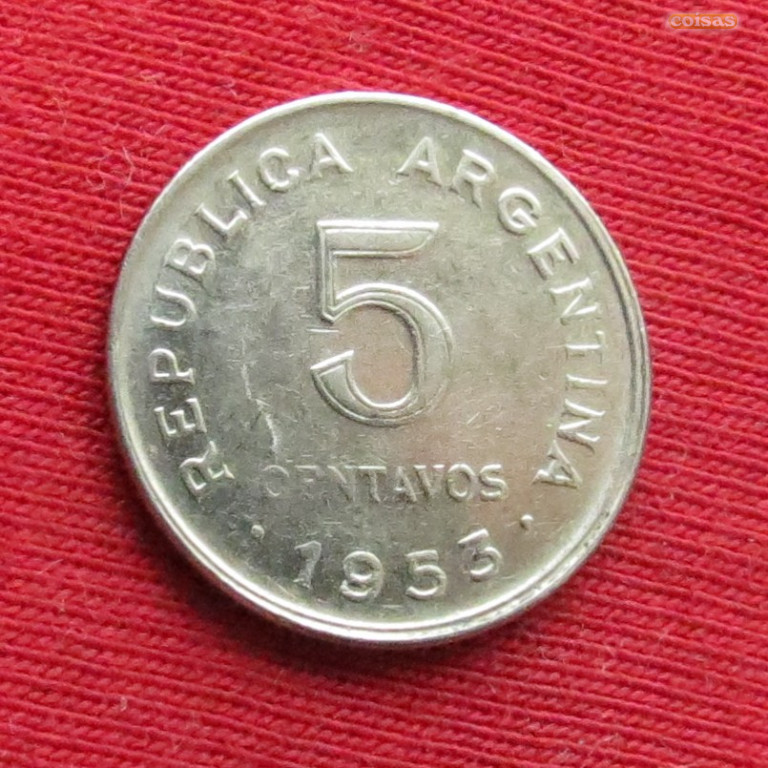 coisas
REPUBLICA ARGENTINA
5
CENTAVOS
· 1953 ·